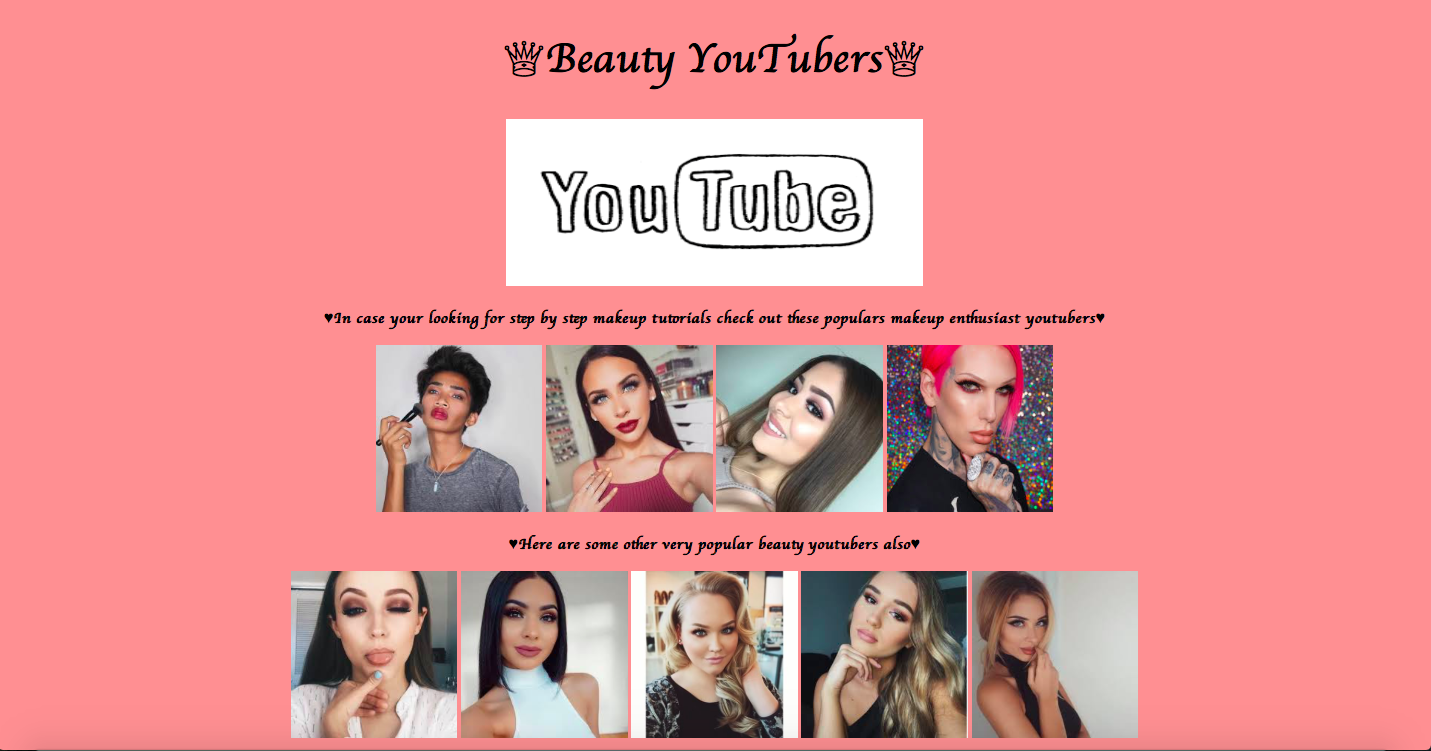 ♛Beauty YouTubers♛
YouTube
♥In case your looking for step by step makeup tutorials check out these populars makeup enthusiast youtubers♥
♥Here are some other very popular beauty youtubers also♥